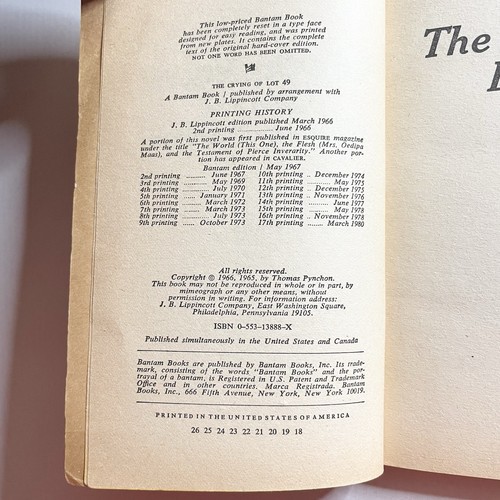 This low-priced Bantam Book
has been completely reset in a type face
designed for easy reading, and was printed
from new plates. It contains the complete
text of the original hard-cover edition.
NOT ONE WORD HAS BEEN OMITTED.
THE CRYING OF LOT 49
A Bantam Book / published by arrangement with
J. B. Lippincott Company
PRINTING HISTORY
J. B. Lippincott edition published March 1966
2nd printing ............... June 1966
A portion of this novel was first published in ESQUIRE magazine
under the title "The World (This One), the Flesh (Mrs. Oedipa
Maas), and the Testament of Pierce Inverarity." Another por-
tion has appeared in CAVALIER.
Bantam edition / May 1967
2nd printing ........... June 1967 10th printing .. December 1974
3rd printing .......... May 1969 11th printing ......... May 1975
4th printing ......... July 1970 12th printing .. December 1975
5th printing ...... January 1971 13th printing .. November 1976
6th printing ....... March 1972 14th printing ......... June 1977
7th printing ....... March 1973 15th printing ......... May 1978
8th printing ......... July 1973 16th printing .. November 1978
9th printing ...... October 1973 17th printing ....... March 1980
All rights reserved.
Copyright © 1966, 1965, by Thomas Pynchon.
This book may not be reproduced in whole or in part, by
mimeograph or any other means, without
permission in writing. For information address:
J. B. Lippincott Company, East Washington Square,
Philadelphia, Pennsylvania 19105.
ISBN 0-553-13888-X
Published simultaneously in the United States and Canada
Bantam Books are published by Bantam Books, Inc. Its trade-
mark, consisting of the words "Bantam Books" and the por-
trayal of a bantam, is Registered in U.S. Patent and Trademark
Office and in other countries. Marca Registrada. Bantam
Books, Inc., 666 Fifth Avenue, New York, New York 10019.
PRINTED IN THE UNITED STATES OF AMERICA
26 25 24 23 22 21 20 19 18
The